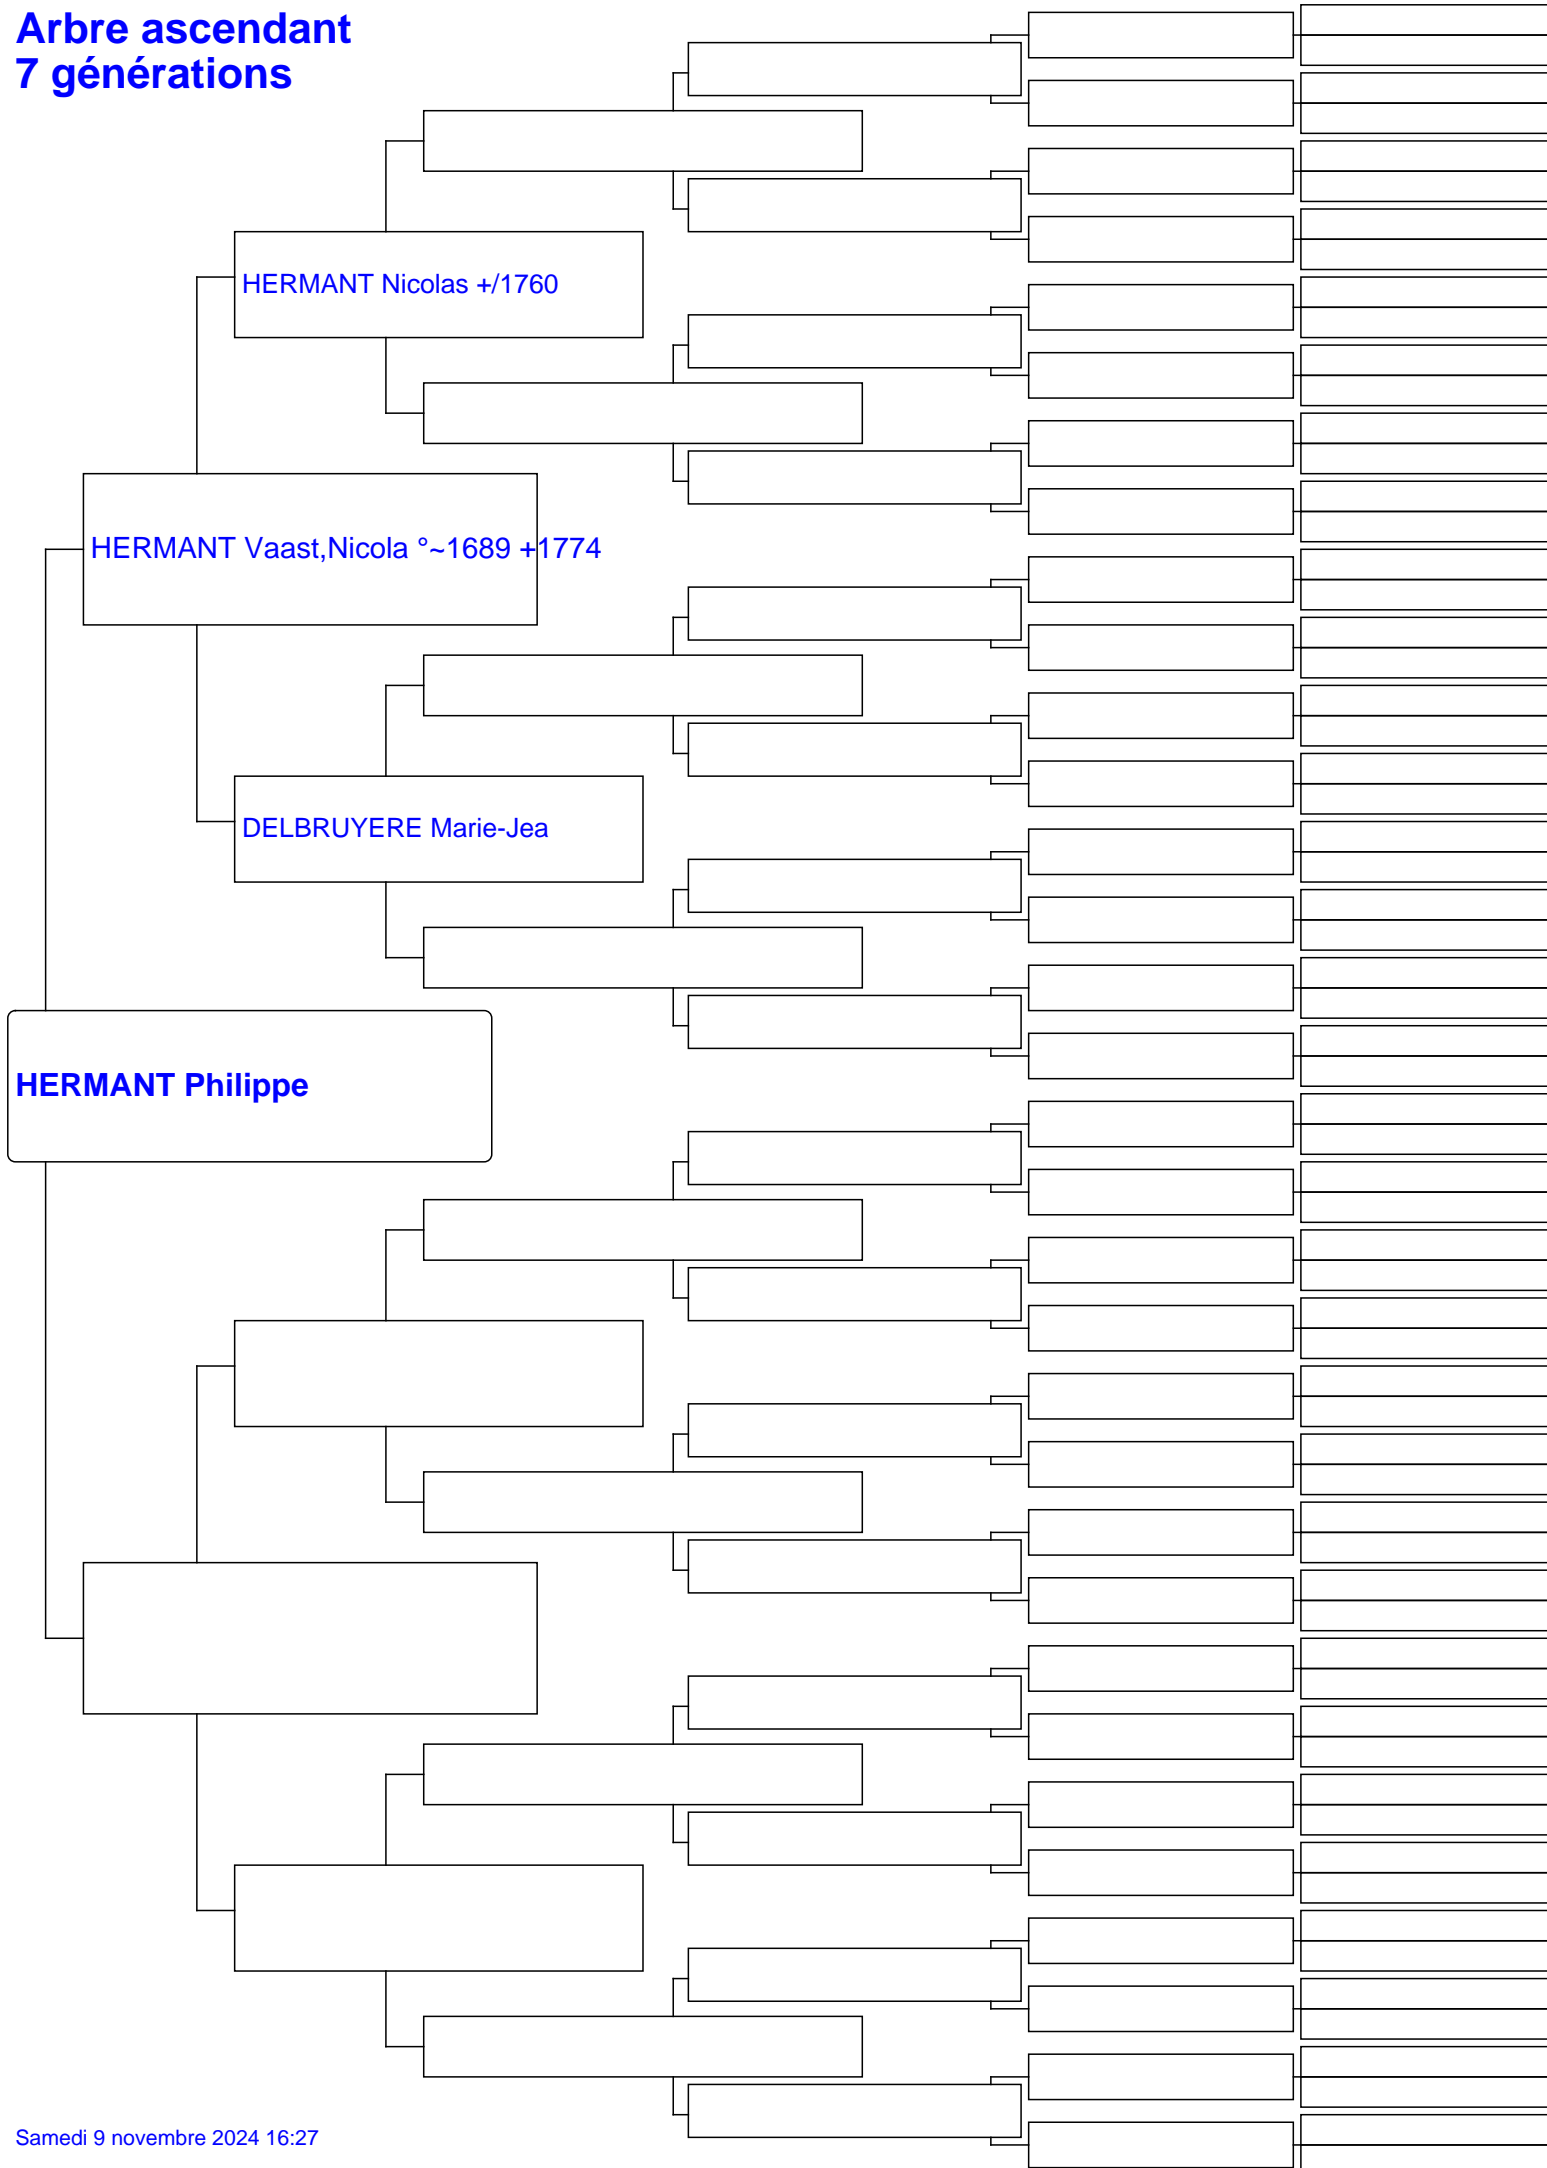 Arbre ascendant
7 générations
HERMANT Nicolas +/1760
HERMANT Vaast,Nicola °~1689 +1774
DELBRUYERE Marie-Jea
HERMANT Philippe
Samedi 9 novembre 2024 16:27